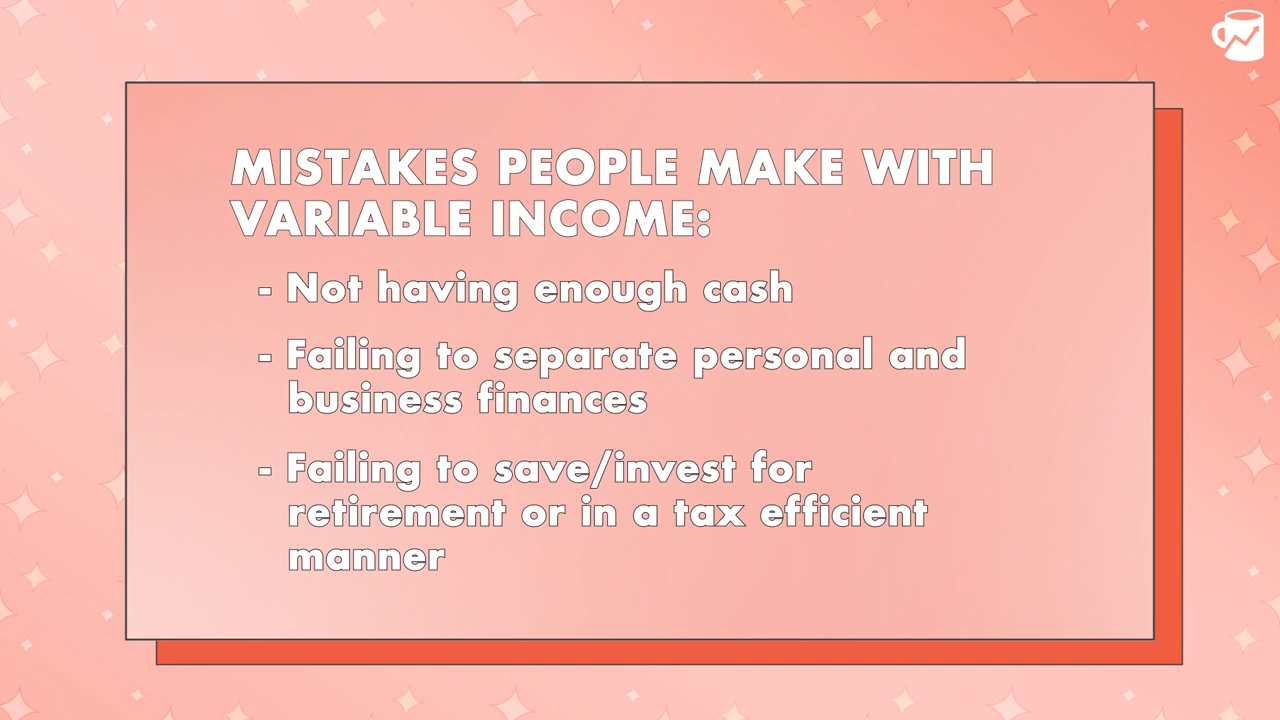 MISTAKES PEOPLE MAKE WITH
VARIABLE INCOME:
- Not having enough cash
- Failing to separate personal and
business finances
- Failing to save/invest for
retirement or in a tax efficient
manner